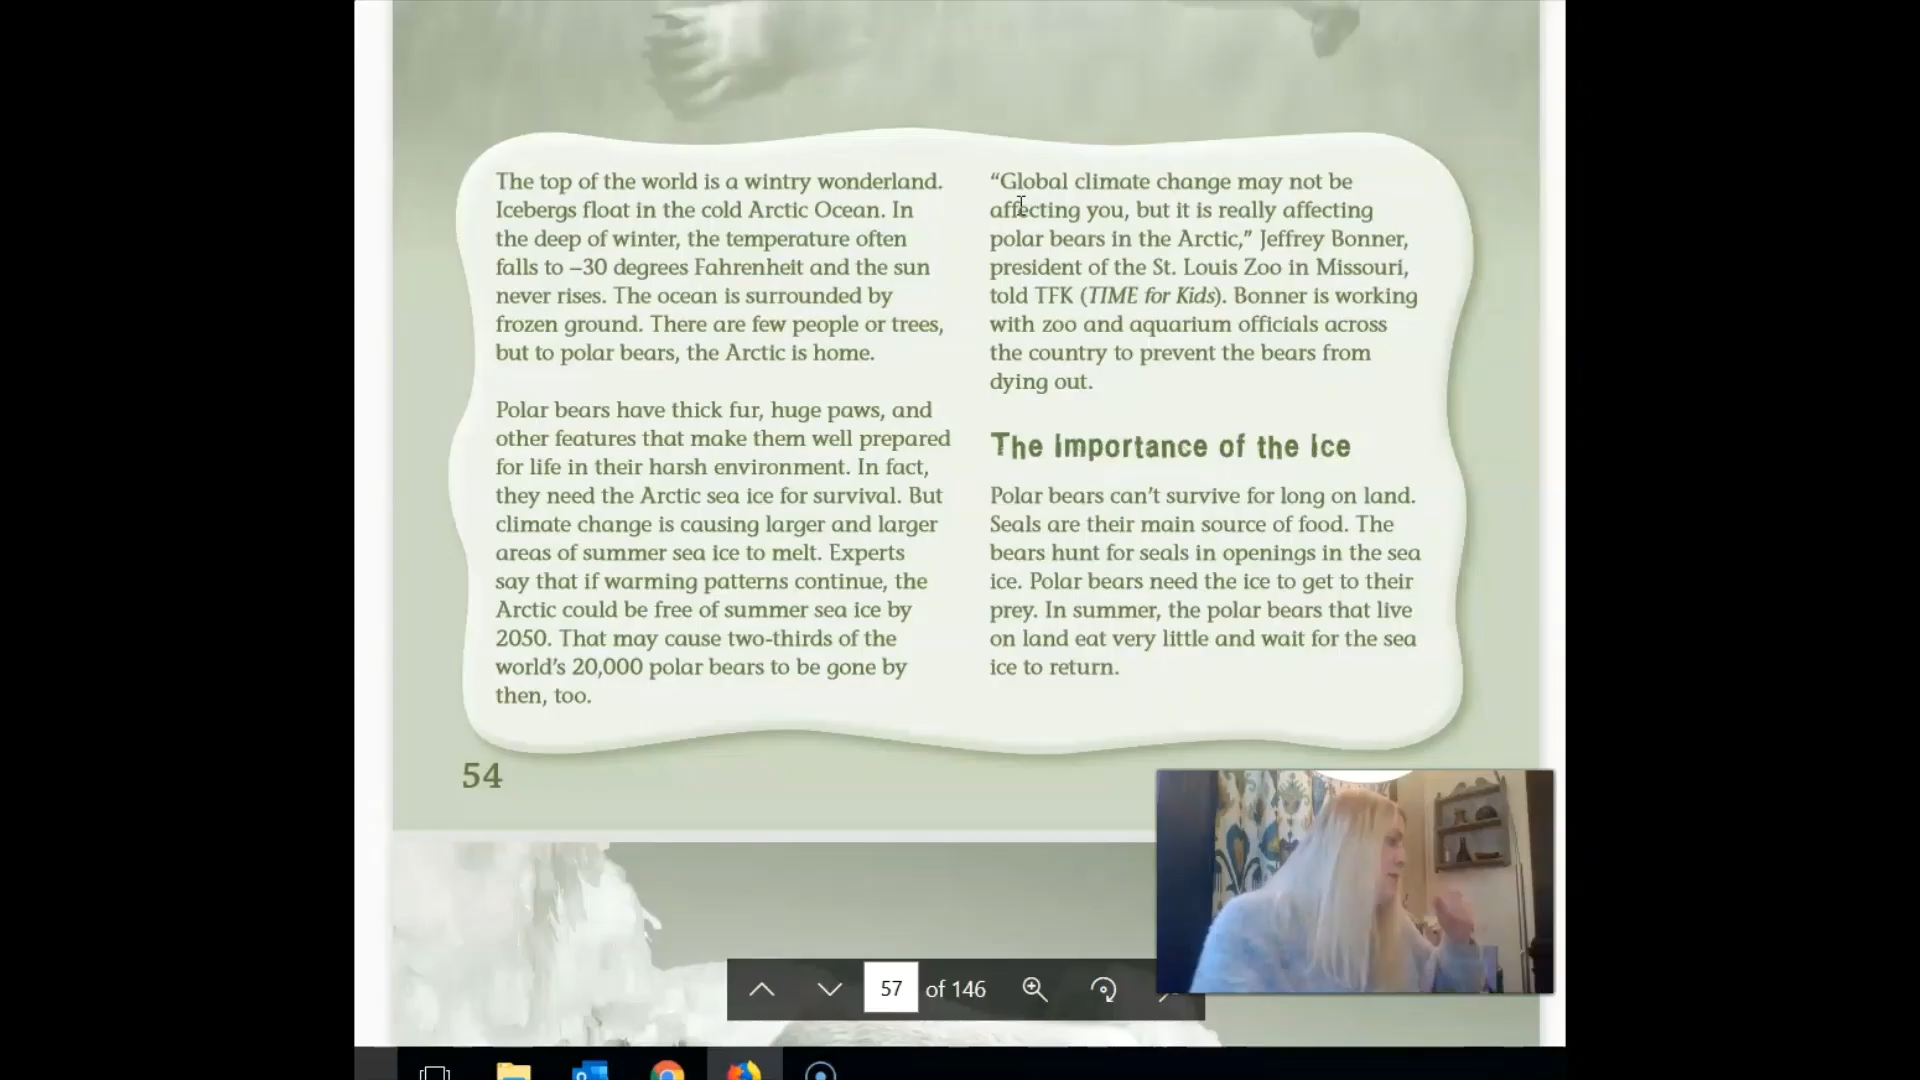 The top of the world is a wintry wonderland.
Icebergs float in the cold Arctic Ocean. In
the deep of winter, the temperature often
falls to –30 degrees Fahrenheit and the sun
never rises. The ocean is surrounded by
frozen ground. There are few people or trees,
but to polar bears, the Arctic is home.
Polar bears have thick fur, huge paws, and
other features that make them well prepared
for life in their harsh environment. In fact,
they need the Arctic sea ice for survival. But
climate change is causing larger and larger
areas of summer sea ice to melt. Experts
say that if warming patterns continue, the
Arctic could be free of summer sea ice by
2050. That may cause two-thirds of the
world’s 20,000 polar bears to be gone by
then, too.
“Global climate change may not be
affecting you, but it is really affecting
polar bears in the Arctic,” Jeffrey Bonner,
president of the St. Louis Zoo in Missouri,
told TFK (TIME for Kids). Bonner is working
with zoo and aquarium officials across
the country to prevent the bears from
dying out.
The Importance of the Ice
Polar bears can’t survive for long on land.
Seals are their main source of food. The
bears hunt for seals in openings in the sea
ice. Polar bears need the ice to get to their
prey. In summer, the polar bears that live
on land eat very little and wait for the sea
ice to return.
54
57 of 146